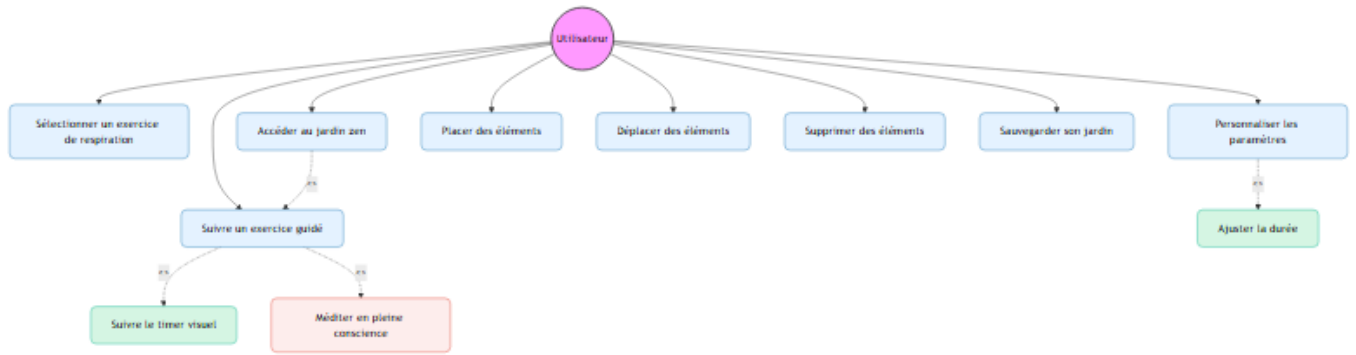 Utilisateur
Sélectionner un exercice
de respiration
Accéder au jardin zen
Placer des éléments
Déplacer des éléments
Supprimer des éléments
Sauvegarder son jardin
Personnaliser les
paramètres
Suivre un exercice guidé
Ajuster la durée
Suivre le timer visuel
Méditer en pleine
conscience